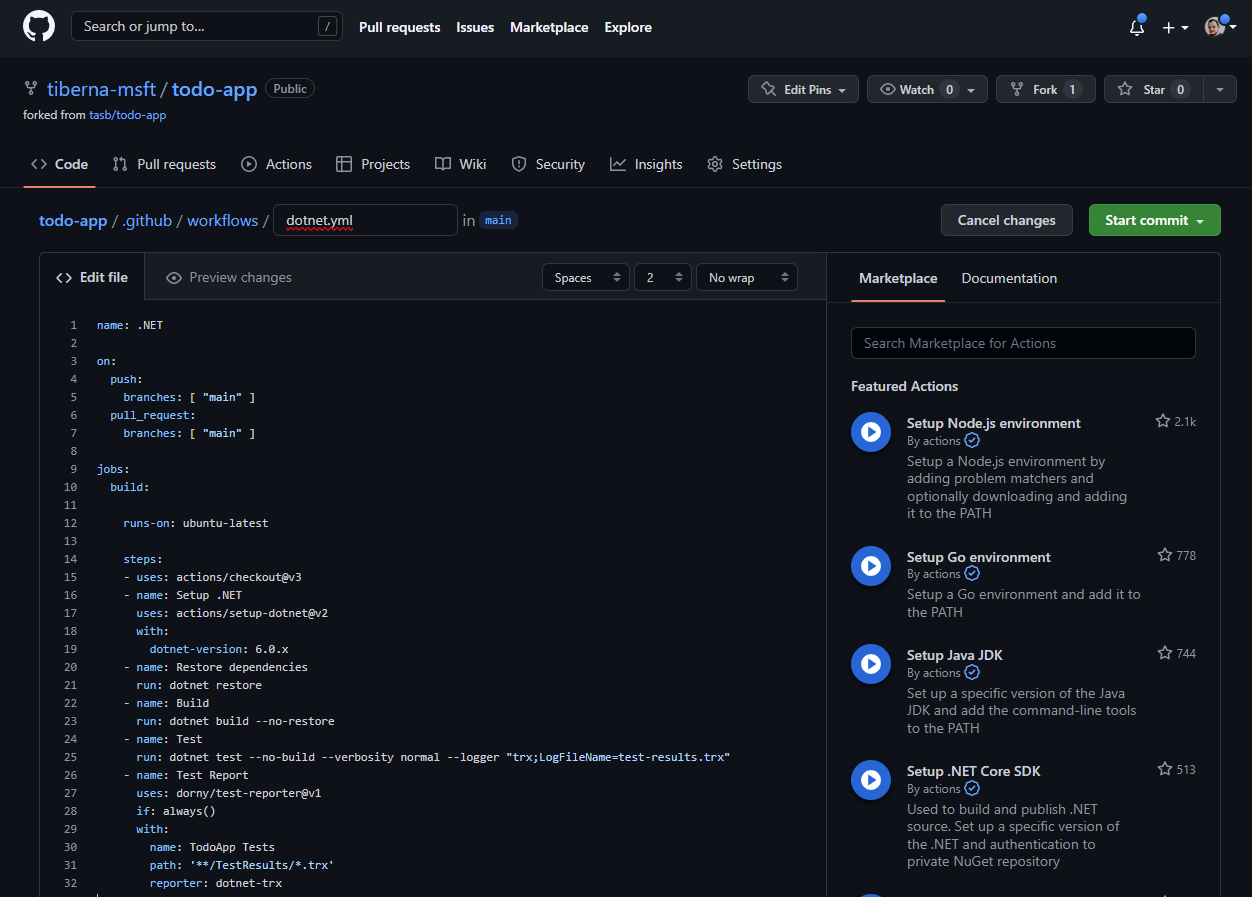 Search or jump to... /
Pull requests Issues Marketplace Explore
tiberna-msft / todo-app Public
Edit Pins Watch 0 Fork 1 Star 0
forked from tasb/todo-app
Code Pull requests Actions Projects Wiki Security Insights Settings
todo-app / .github / workflows / dotnet.yml in main
Cancel changes Start commit
Edit file Preview changes Spaces 2 No wrap
1 name: .NET
2
3 on:
4 push:
5 branches: [ "main" ]
6 pull_request:
7 branches: [ "main" ]
8
9 jobs:
10 build:
11
12 runs-on: ubuntu-latest
13
14 steps:
15 - uses: actions/checkout@v3
16 - name: Setup .NET
17 uses: actions/setup-dotnet@v2
18 with:
19 dotnet-version: 6.0.x
20 - name: Restore dependencies
21 run: dotnet restore
22 - name: Build
23 run: dotnet build --no-restore
24 - name: Test
25 run: dotnet test --no-build --verbosity normal --logger "trx;LogFileName=test-results.trx"
26 - name: Test Report
27 uses: dorny/test-reporter@v1
28 if: always()
29 with:
30 name: TodoApp Tests
31 path: '**/TestResults/*.trx'
32 reporter: dotnet-trx
Marketplace Documentation
Search Marketplace for Actions
Featured Actions
Setup Node.js environment 2.1k
By actions
Setup a Node.js environment by
adding problem matchers and
optionally downloading and adding
it to the PATH
Setup Go environment 778
By actions
Setup a Go environment and add it to
the PATH
Setup Java JDK 744
By actions
Set up a specific version of the Java
JDK and add the command-line tools
to the PATH
Setup .NET Core SDK 513
By actions
Used to build and publish .NET
source. Set up a specific version of
the .NET and authentication to
private NuGet repository